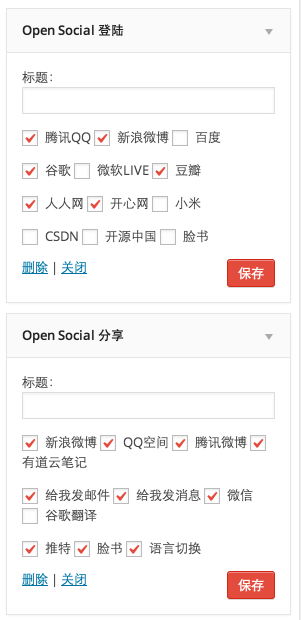 Open Social 登陆
标题:
腾讯QQ 新浪微博 百度
谷歌 微软LIVE 豆瓣
人人网 开心网 小米
CSDN 开源中国 脸书
删除 | 关闭 保存
Open Social 分享
标题:
新浪微博 QQ空间 腾讯微博
有道云笔记
给我发邮件 给我发消息 微信
谷歌翻译
推特 脸书 语言切换
删除 | 关闭 保存